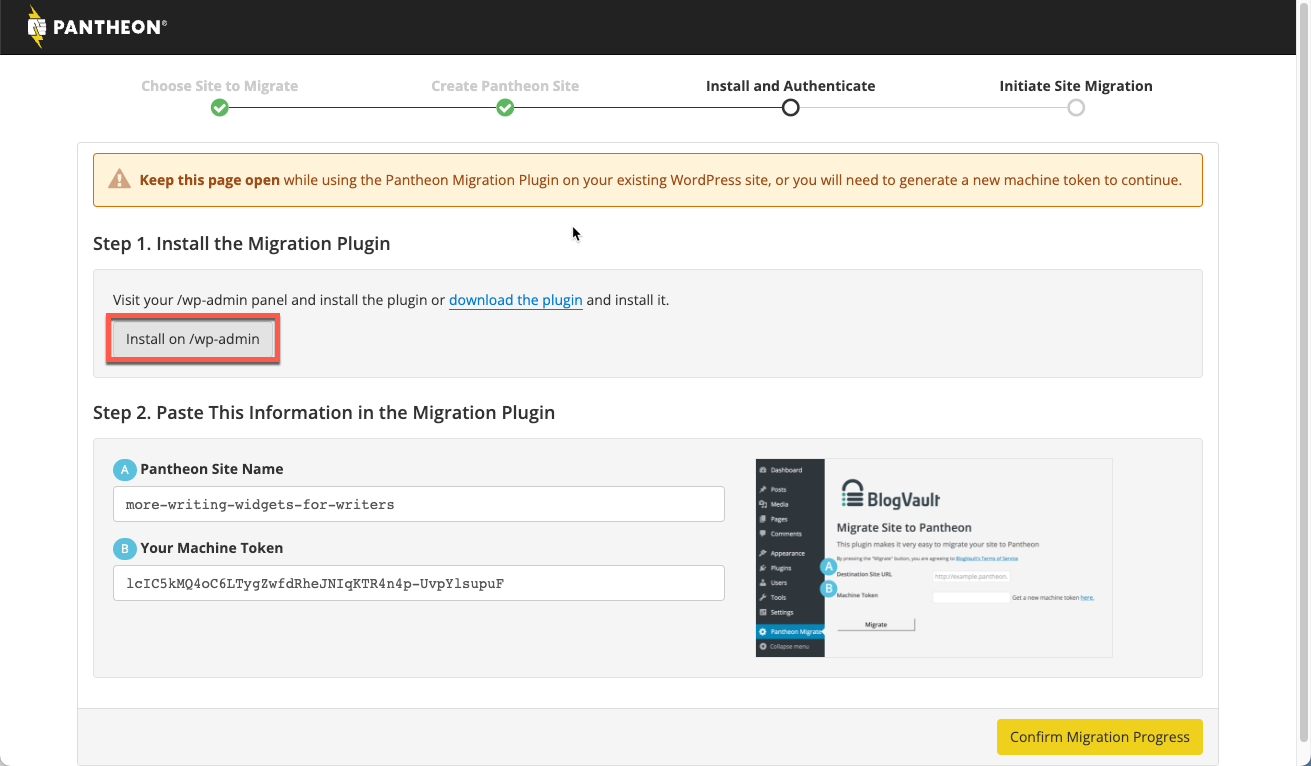 PANTHEON®
Choose Site to Migrate
Create Pantheon Site
Install and Authenticate
Initiate Site Migration
Keep this page open while using the Pantheon Migration Plugin on your existing WordPress site, or you will need to generate a new machine token to continue.
Step 1. Install the Migration Plugin
Visit your /wp-admin panel and install the plugin or download the plugin and install it.
Install on /wp-admin
Step 2. Paste This Information in the Migration Plugin
A Pantheon Site Name
more-writing-widgets-for-writers
B Your Machine Token
lcIC5kMQ4oC6LTygZwfdRheJNIqKTR4n4p-UvpYlsupuF
Dashboard
Posts
Media
Pages
Comments
Appearance
Plugins
Users
Tools
Settings
Pantheon Migrate
Collapse menu
BlogVault
Migrate Site to Pantheon
This plugin makes it very easy to migrate your site to Pantheon
By pressing the "Migrate" button, you are agreeing to BlogVault's Terms of Service
A Destination Site URL http://example.pantheon.
B Machine Token Get a new machine token here.
Migrate
Confirm Migration Progress